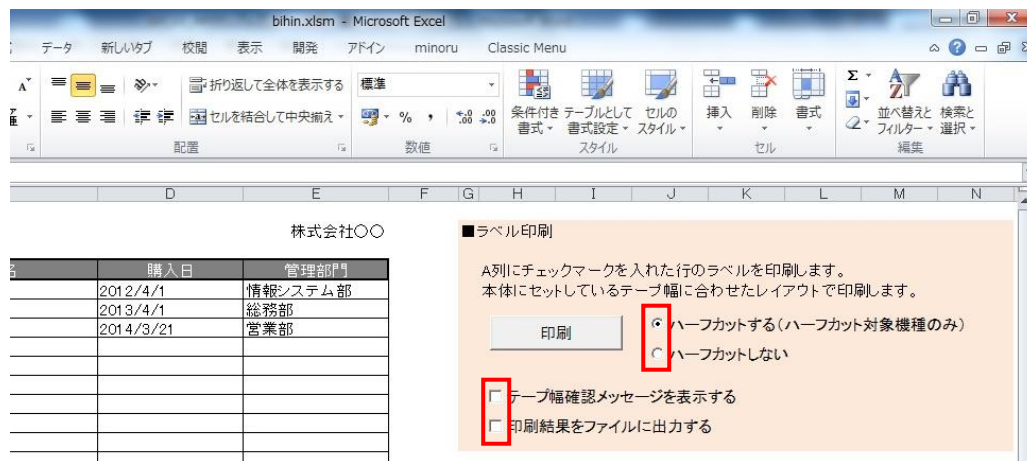 bihin.xlsm - Microsoft Excel
データ 新しいタブ 校閲 表示 開発 アドイン minoru Classic Menu
折り返して全体を表示する 標準
セルを結合して中央揃え % ,
条件付き書式 テーブルとして書式設定 セルのスタイル 挿入 削除 書式 並べ替えとフィルター 検索と選択
配置 数値 スタイル セル 編集
D E F G H I J K L M N
株式会社〇〇 ■ラベル印刷
購入日 管理部門
A列にチェックマークを入れた行のラベルを印刷します。
2012/4/1 情報システム部
本体にセットしているテープ幅に合わせたレイアウトで印刷します。
2013/4/1 総務部
2014/3/21 営業部
印刷
ハーフカットする(ハーフカット対象機種のみ)
ハーフカットしない
テープ幅確認メッセージを表示する
印刷結果をファイルに出力する